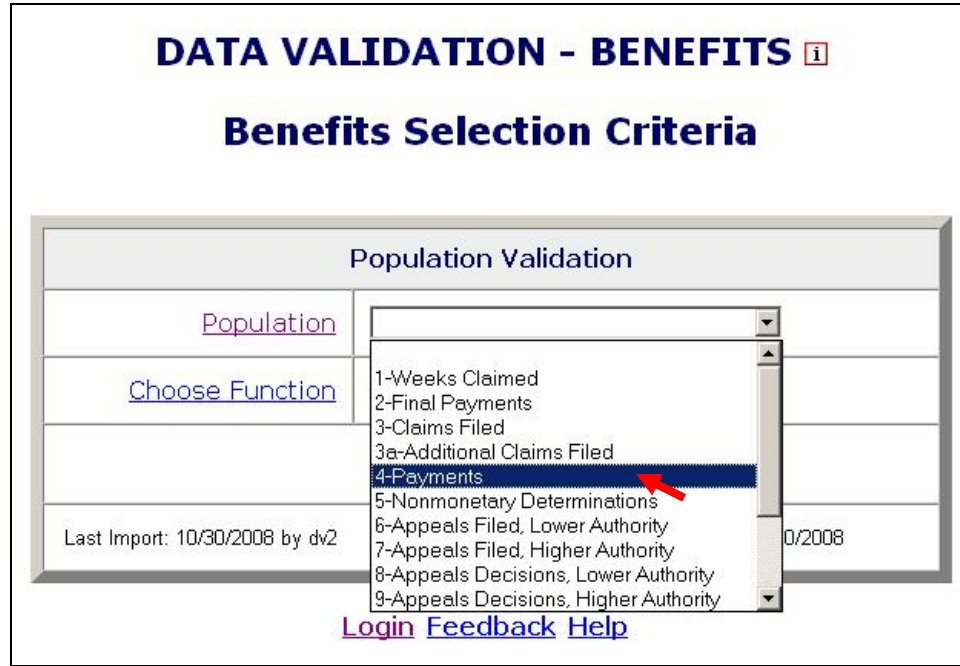 DATA VALIDATION - BENEFITS i
Benefits Selection Criteria
Population Validation
Population
Choose Function
1-Weeks Claimed
2-Final Payments
3-Claims Filed
3a-Additional Claims Filed
4-Payments
5-Nonmonetary Determinations
6-Appeals Filed, Lower Authority
7-Appeals Filed, Higher Authority
8-Appeals Decisions, Lower Authority
9-Appeals Decisions, Higher Authority
Last Import: 10/30/2008 by dv2
0/2008
Login Feedback Help